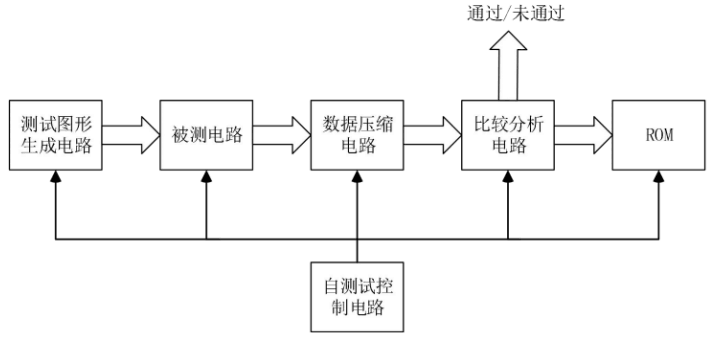 通过/未通过
测试图形
生成电路
被测电路
数据压缩
电路
比较分析
电路
ROM
自测试控
制电路